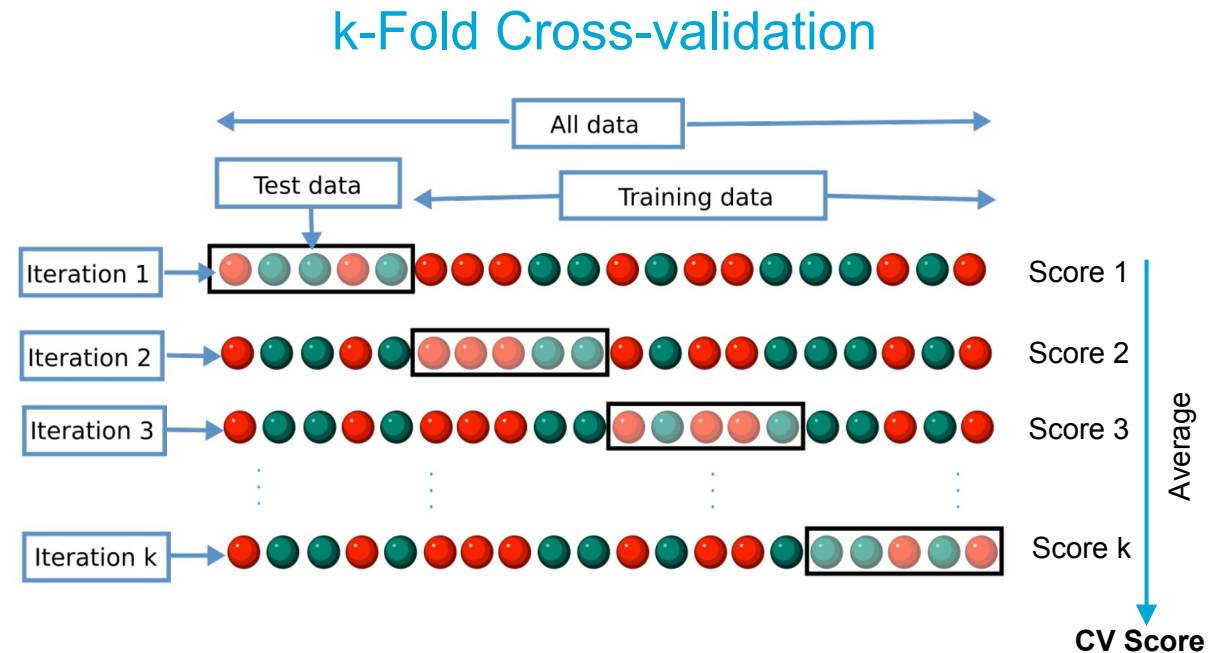 k-Fold Cross-validation
All data
Test data
Training data
Iteration 1
Score 1
Iteration 2
Score 2
Iteration 3
Score 3
Average
Iteration k
Score k
CV Score